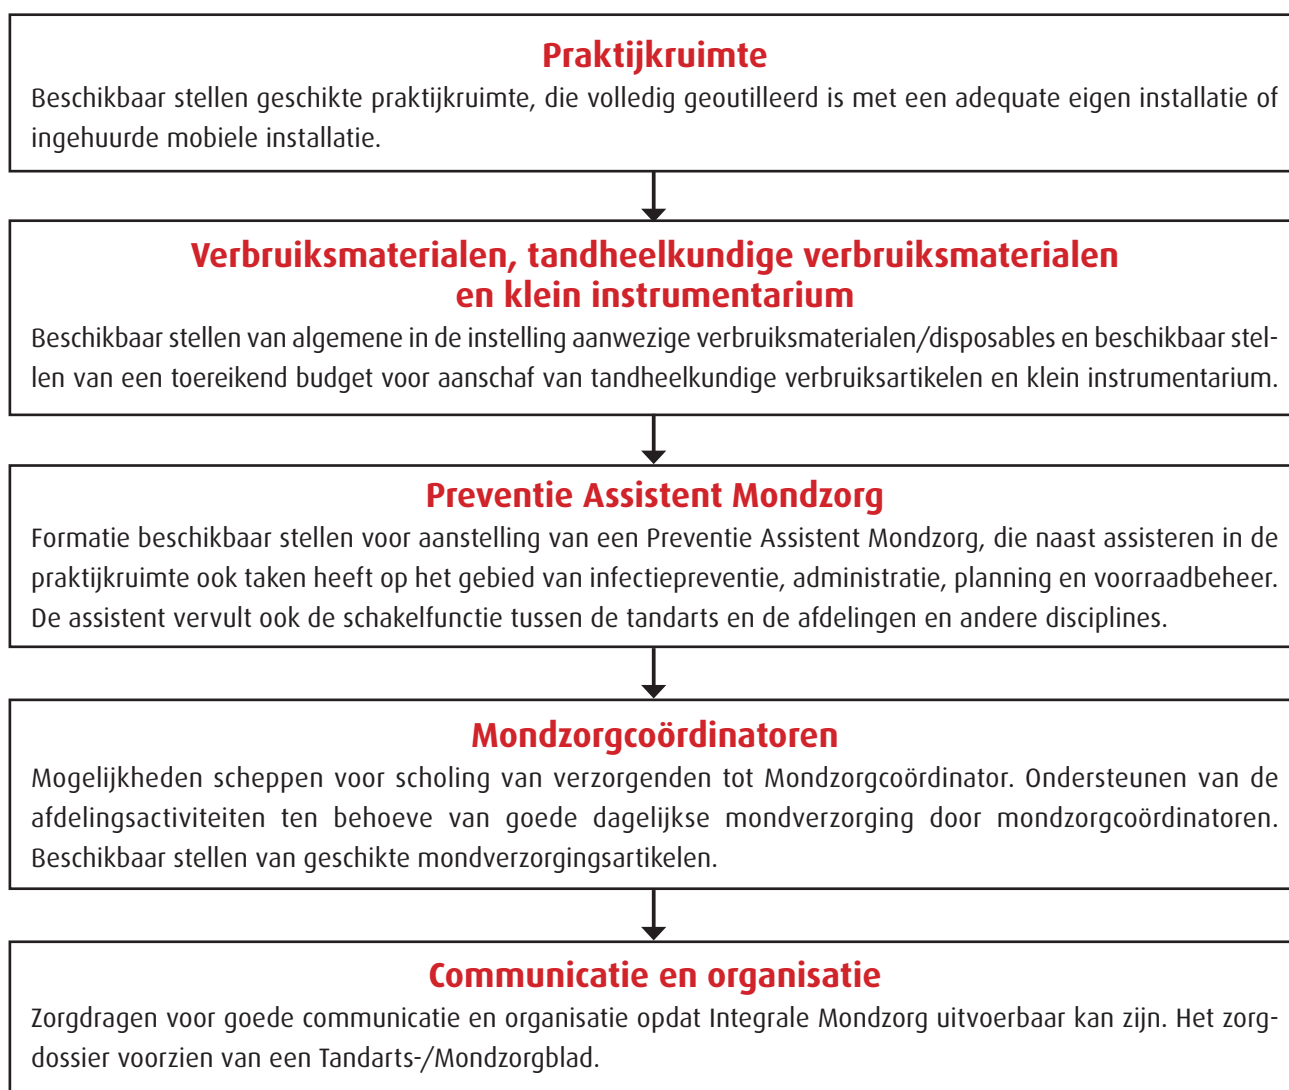 Praktijkruimte
Beschikbaar stellen geschikte praktijkruimte, die volledig geoutilleerd is met een adequate eigen installatie of
ingehuurde mobiele installatie.
Verbruiksmaterialen, tandheelkundige verbruiksmaterialen
en klein instrumentarium
Beschikbaar stellen van algemene in de instelling aanwezige verbruiksmaterialen/disposables en beschikbaar stel-
len van een toereikend budget voor aanschaf van tandheelkundige verbruiksartikelen en klein instrumentarium.
Preventie Assistent Mondzorg
Formatie beschikbaar stellen voor aanstelling van een Preventie Assistent Mondzorg, die naast assisteren in de
praktijkruimte ook taken heeft op het gebied van infectiepreventie, administratie, planning en voorraadbeheer.
De assistent vervult ook de schakelfunctie tussen de tandarts en de afdelingen en andere disciplines.
Mondzorgcoördinatoren
Mogelijkheden scheppen voor scholing van verzorgenden tot Mondzorgcoördinator. Ondersteunen van de
afdelingsactiviteiten ten behoeve van goede dagelijkse mondverzorging door mondzorgcoördinatoren.
Beschikbaar stellen van geschikte mondverzorgingsartikelen.
Communicatie en organisatie
Zorgdragen voor goede communicatie en organisatie opdat Integrale Mondzorg uitvoerbaar kan zijn. Het zorg-
dossier voorzien van een Tandarts-/Mondzorgblad.